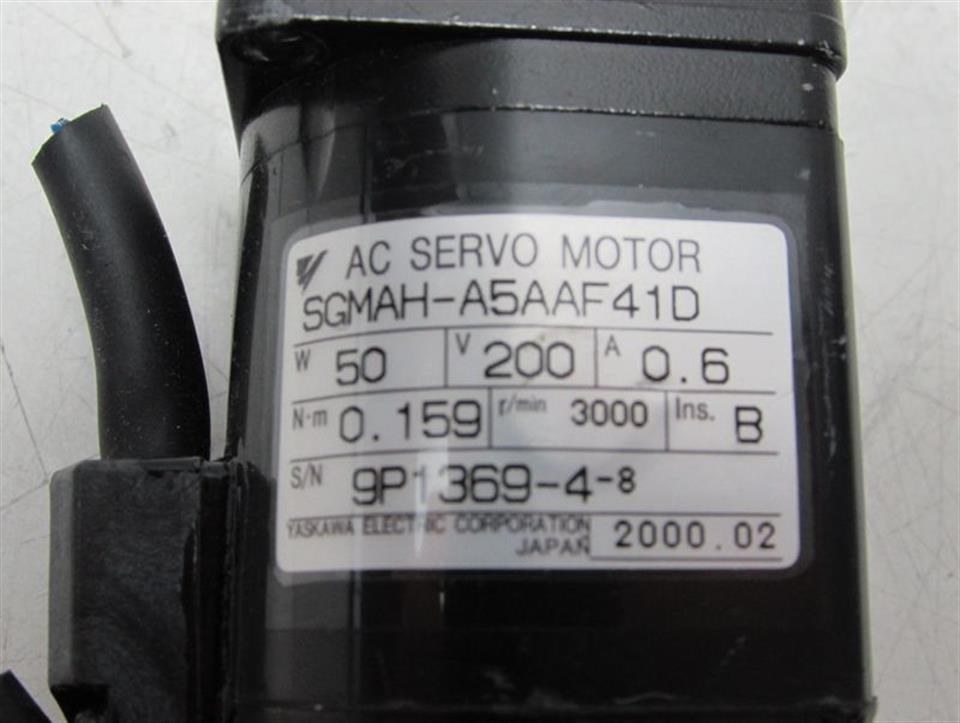 AC SERVO MOTOR
SGMAH-A5AAF41D
W 50 V 200 A 0.6
N·m 0.159 r/min 3000 Ins. B
S/N 9P1369-4-8
YASKAWA ELECTRIC CORPORATION
JAPAN 2000.02